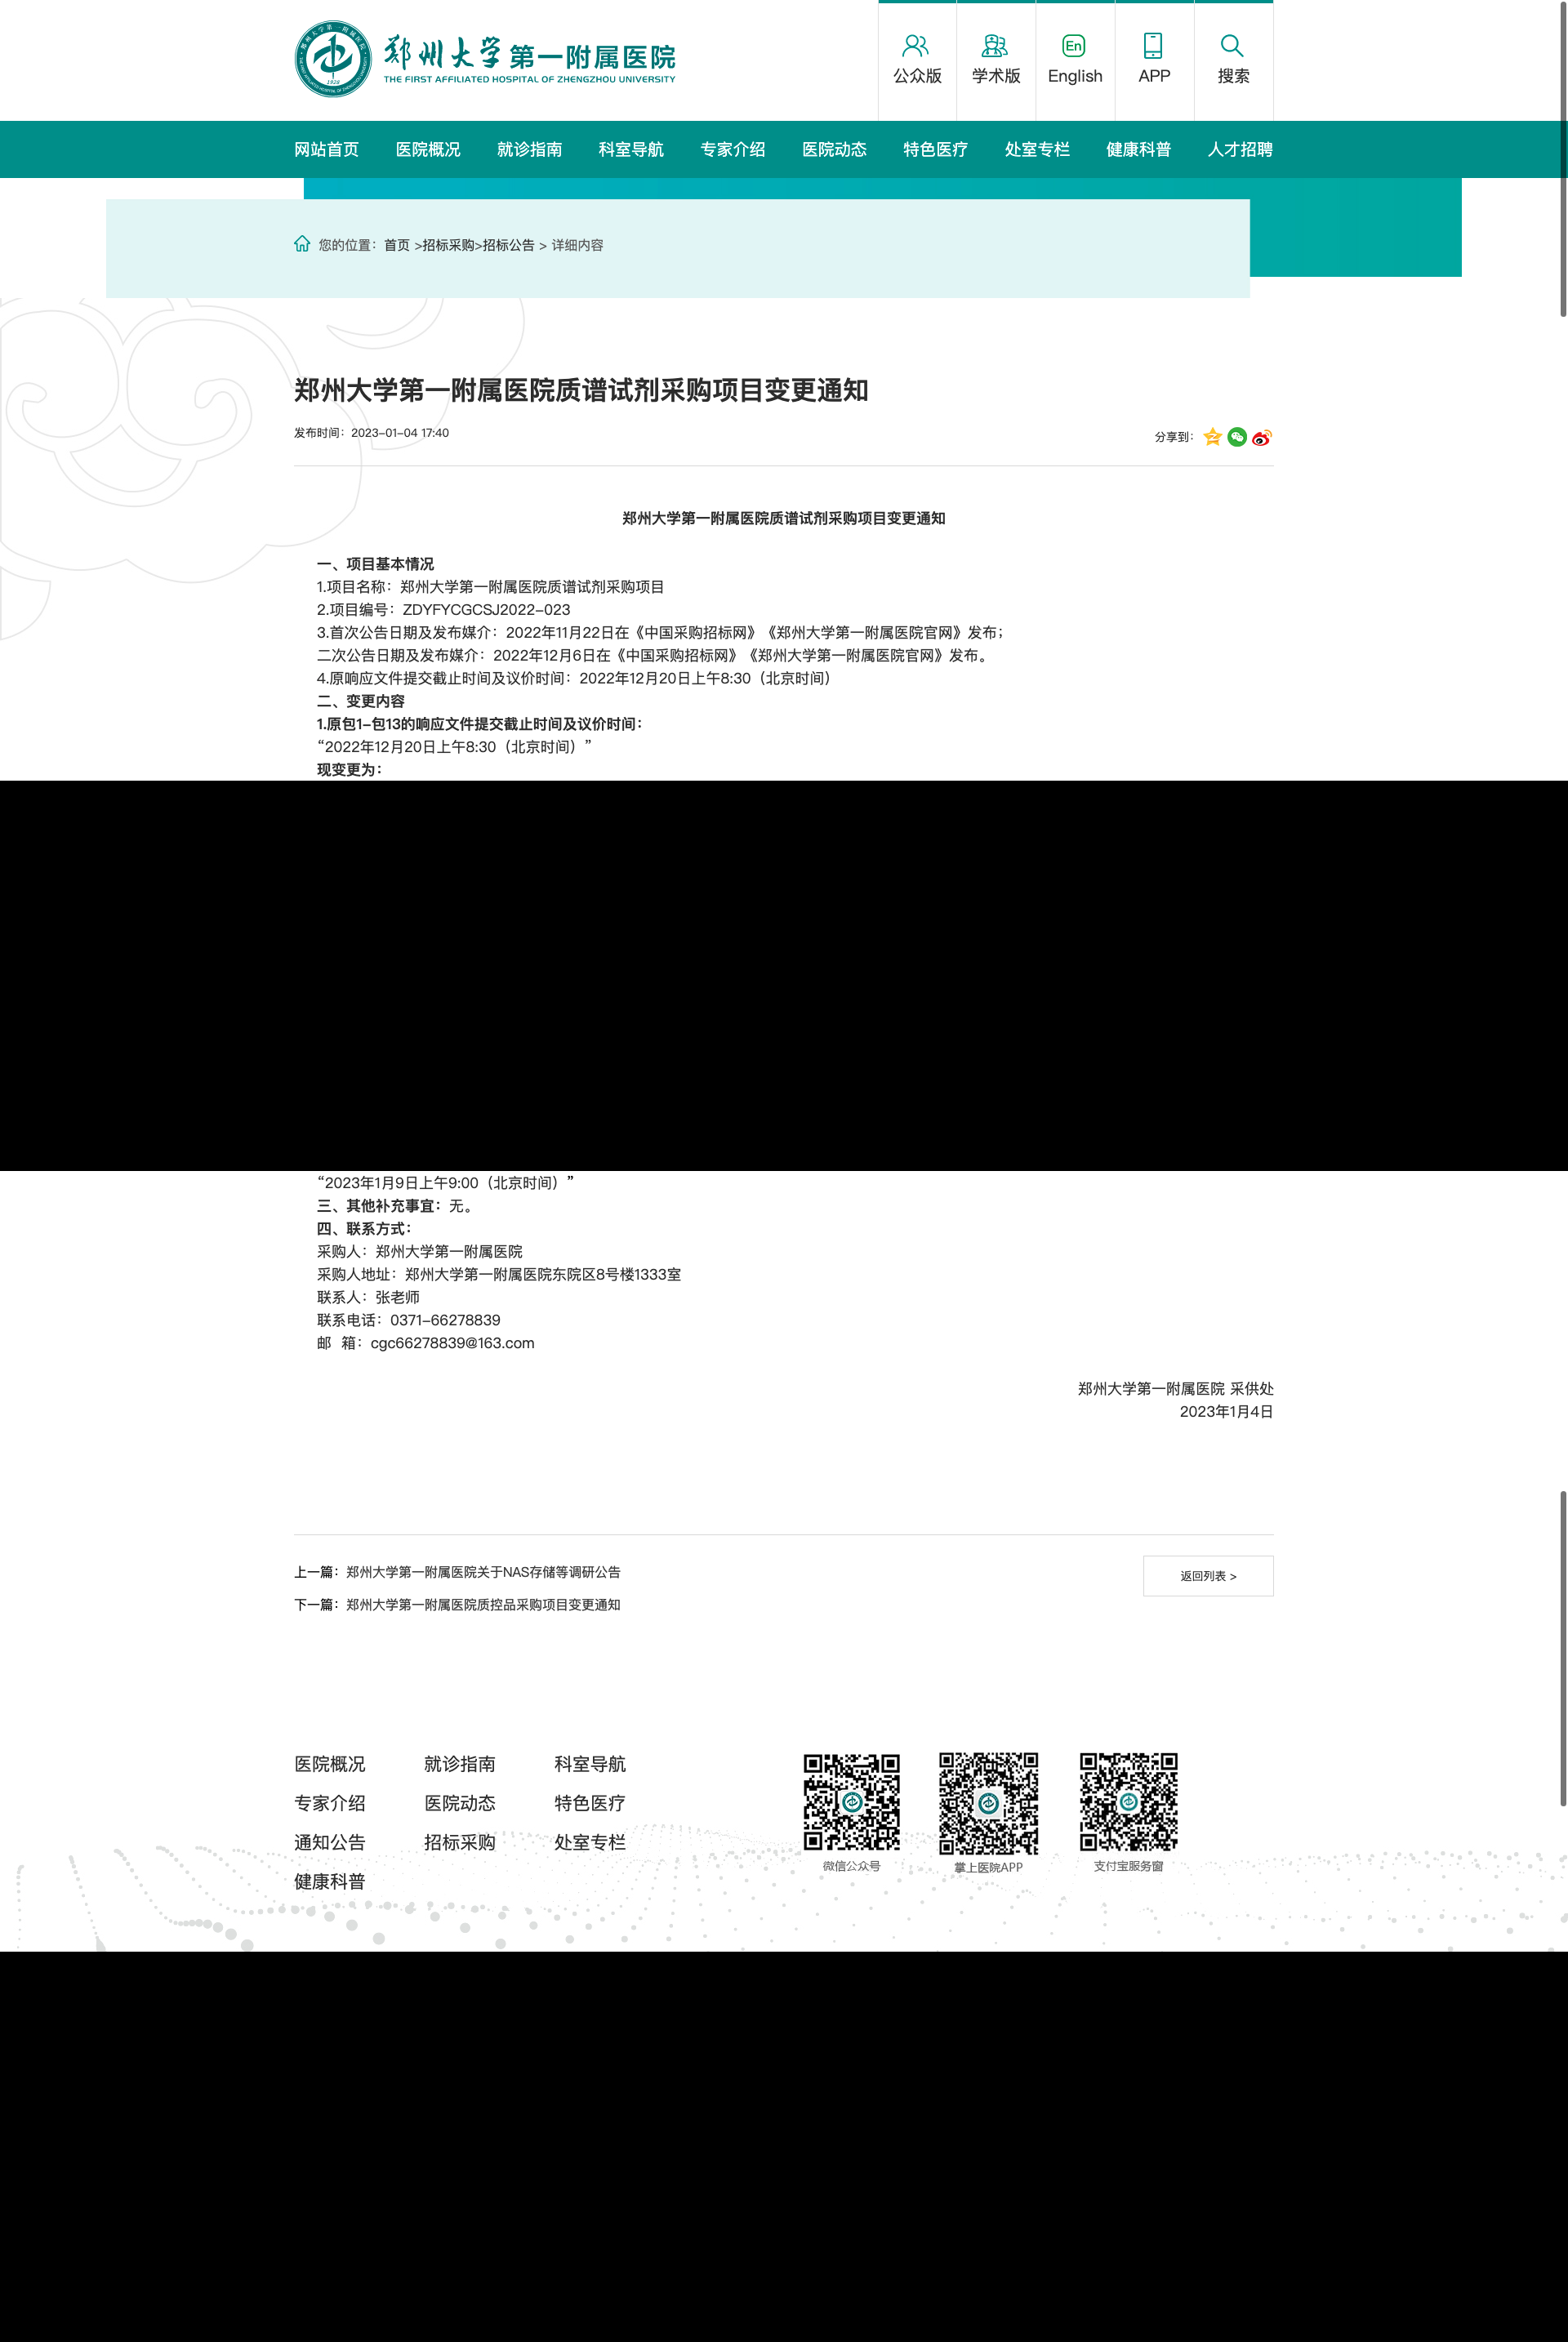 郑州大学第一附属医院
THE FIRST AFFILIATED HOSPITAL OF ZHENGZHOU UNIVERSITY
公众版
学术版
En
English
APP
搜索
网站首页 医院概况 就诊指南 科室导航 专家介绍 医院动态 特色医疗 处室专栏 健康科普 人才招聘
您的位置：首页 >招标采购>招标公告 > 详细内容
郑州大学第一附属医院质谱试剂采购项目变更通知
发布时间：2023-01-04 17:40
分享到：
郑州大学第一附属医院质谱试剂采购项目变更通知
一、项目基本情况
1.项目名称：郑州大学第一附属医院质谱试剂采购项目
2.项目编号：ZDYFYCGCSJ2022-023
3.首次公告日期及发布媒介：2022年11月22日在《中国采购招标网》《郑州大学第一附属医院官网》发布；
二次公告日期及发布媒介：2022年12月6日在《中国采购招标网》《郑州大学第一附属医院官网》发布。
4.原响应文件提交截止时间及议价时间：2022年12月20日上午8:30（北京时间）
二、变更内容
1.原包1-包13的响应文件提交截止时间及议价时间：
“2022年12月20日上午8:30（北京时间）”
现变更为：
“2023年1月9日上午9:00（北京时间）”
三、其他补充事宜：无。
四、联系方式：
采购人：郑州大学第一附属医院
采购人地址：郑州大学第一附属医院东院区8号楼1333室
联系人：张老师
联系电话：0371-66278839
邮 箱：cgc66278839@163.com
郑州大学第一附属医院 采供处
2023年1月4日
上一篇：郑州大学第一附属医院关于NAS存储等调研公告
返回列表 >
下一篇：郑州大学第一附属医院质控品采购项目变更通知
医院概况 就诊指南 科室导航
专家介绍 医院动态 特色医疗
通知公告 招标采购 处室专栏
健康科普
微信公众号
掌上医院APP
支付宝服务窗